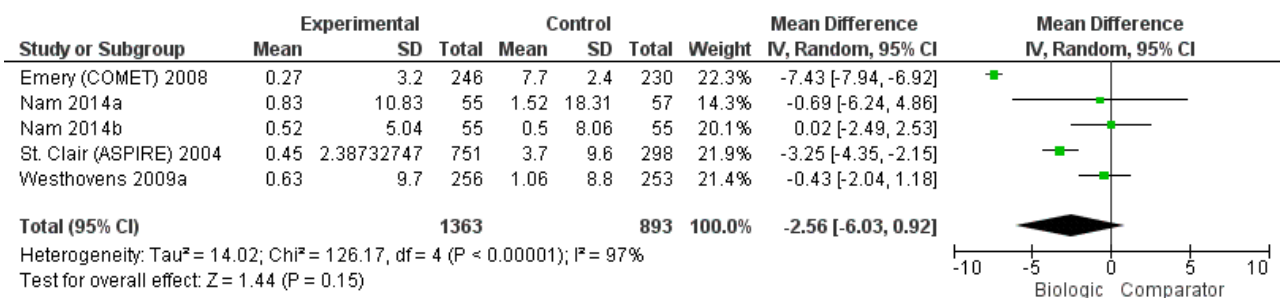 Experimental Control Mean Difference Mean Difference
Study or Subgroup Mean SD Total Mean SD Total Weight IV, Random, 95% CI IV, Random, 95% CI
Emery (COMET) 2008 0.27 3.2 246 7.7 2.4 230 22.3% -7.43 [-7.94, -6.92]
Nam 2014a 0.83 10.83 55 1.52 18.31 57 14.3% -0.69 [-6.24, 4.86]
Nam 2014b 0.52 5.04 55 0.5 8.06 55 20.1% 0.02 [-2.49, 2.53]
St. Clair (ASPIRE) 2004 0.45 2.38732747 751 3.7 9.6 298 21.9% -3.25 [-4.35, -2.15]
Westhovens 2009a 0.63 9.7 256 1.06 8.8 253 21.4% -0.43 [-2.04, 1.18]
Total (95% CI) 1363 893 100.0% -2.56 [-6.03, 0.92]
Heterogeneity: Tau² = 14.02; Chi² = 126.17, df = 4 (P < 0.00001); I² = 97%
Test for overall effect: Z = 1.44 (P = 0.15)
-10 -5 0 5 10
Biologic Comparator